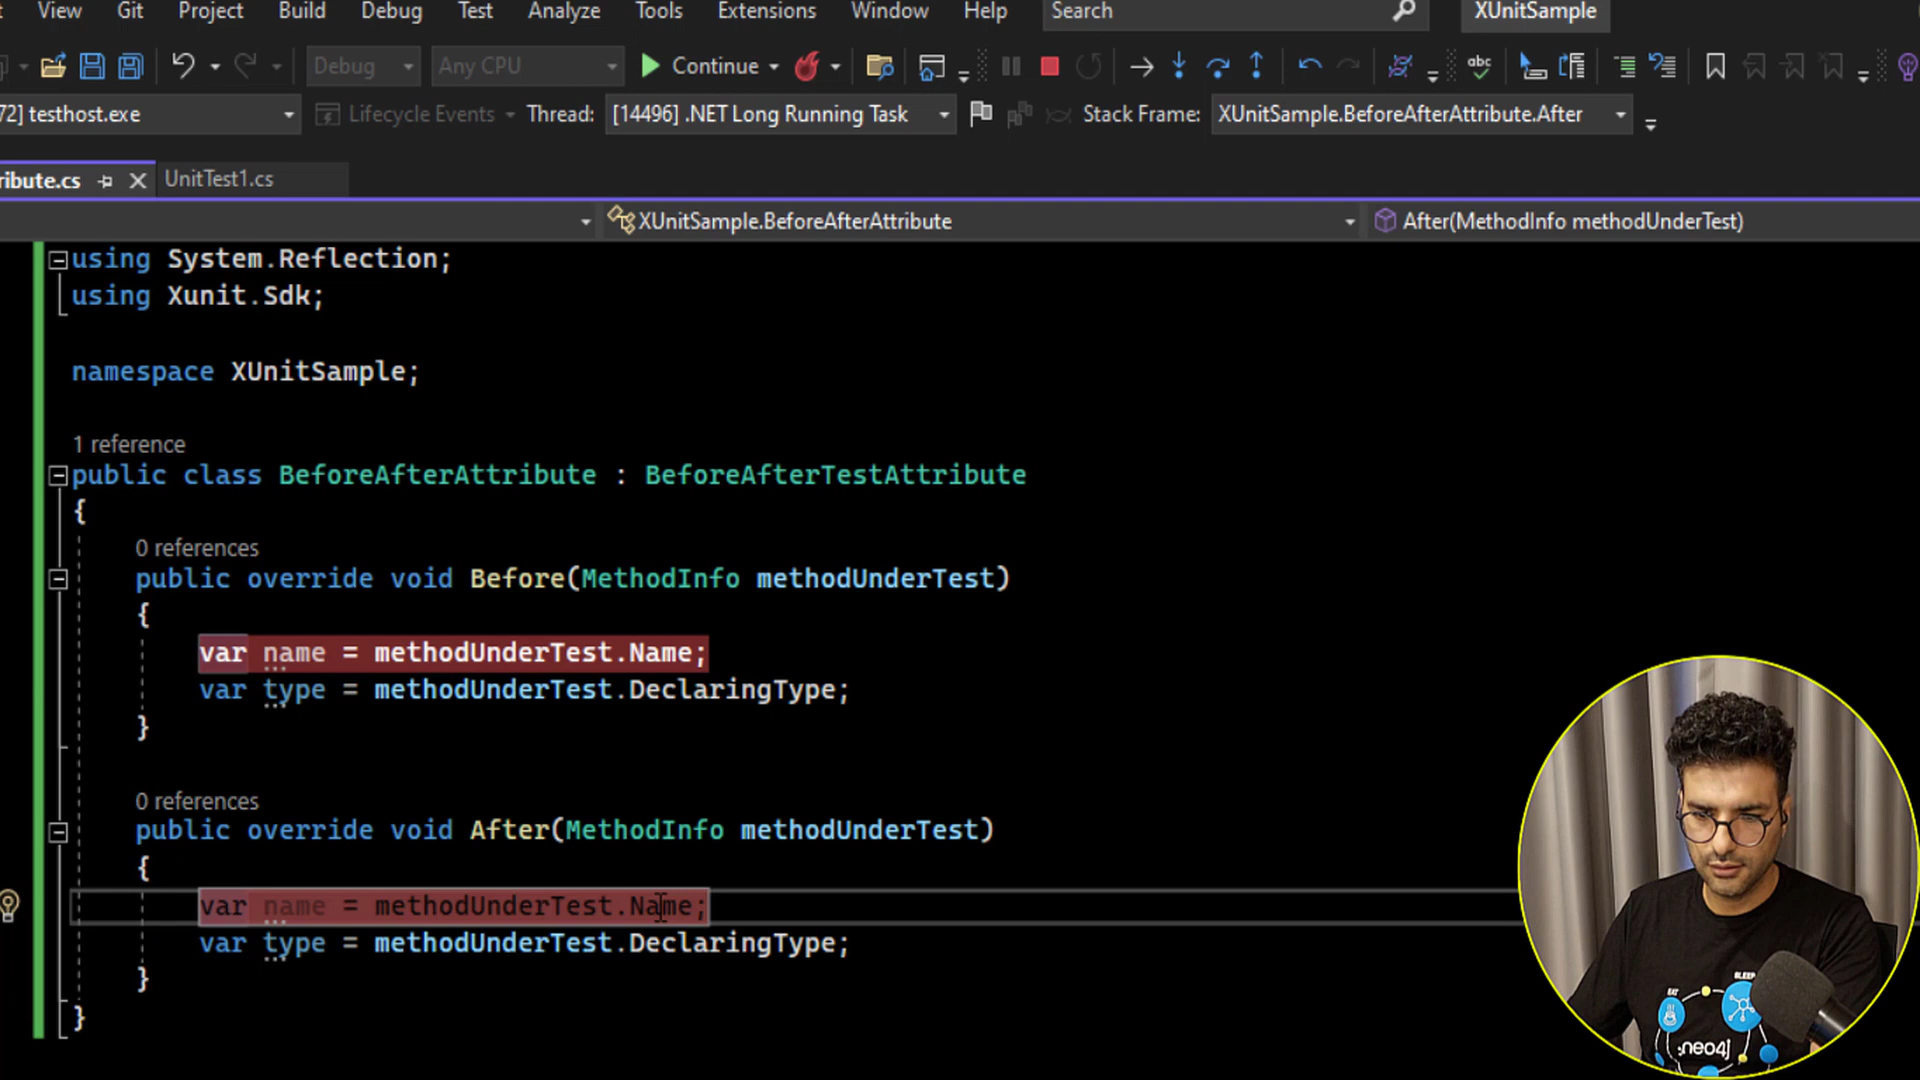 View Git Project Build Debug Test Analyze Tools Extensions Window Help Search XUnitSample
Debug Any CPU Continue abc
72] testhost.exe Lifecycle Events Thread: [14496] .NET Long Running Task Stack Frame: XUnitSample.BeforeAfterAttribute.After
ribute.cs UnitTest1.cs
XUnitSample.BeforeAfterAttribute After(MethodInfo methodUnderTest)
using System.Reflection;
using Xunit.Sdk;
namespace XUnitSample;
1 reference
public class BeforeAfterAttribute : BeforeAfterTestAttribute
{
0 references
public override void Before(MethodInfo methodUnderTest)
{
var name = methodUnderTest.Name;
var type = methodUnderTest.DeclaringType;
}
0 references
public override void After(MethodInfo methodUnderTest)
{
var name = methodUnderTest.Name;
var type = methodUnderTest.DeclaringType;
}
}
SLEEP
EAT
:neo4j